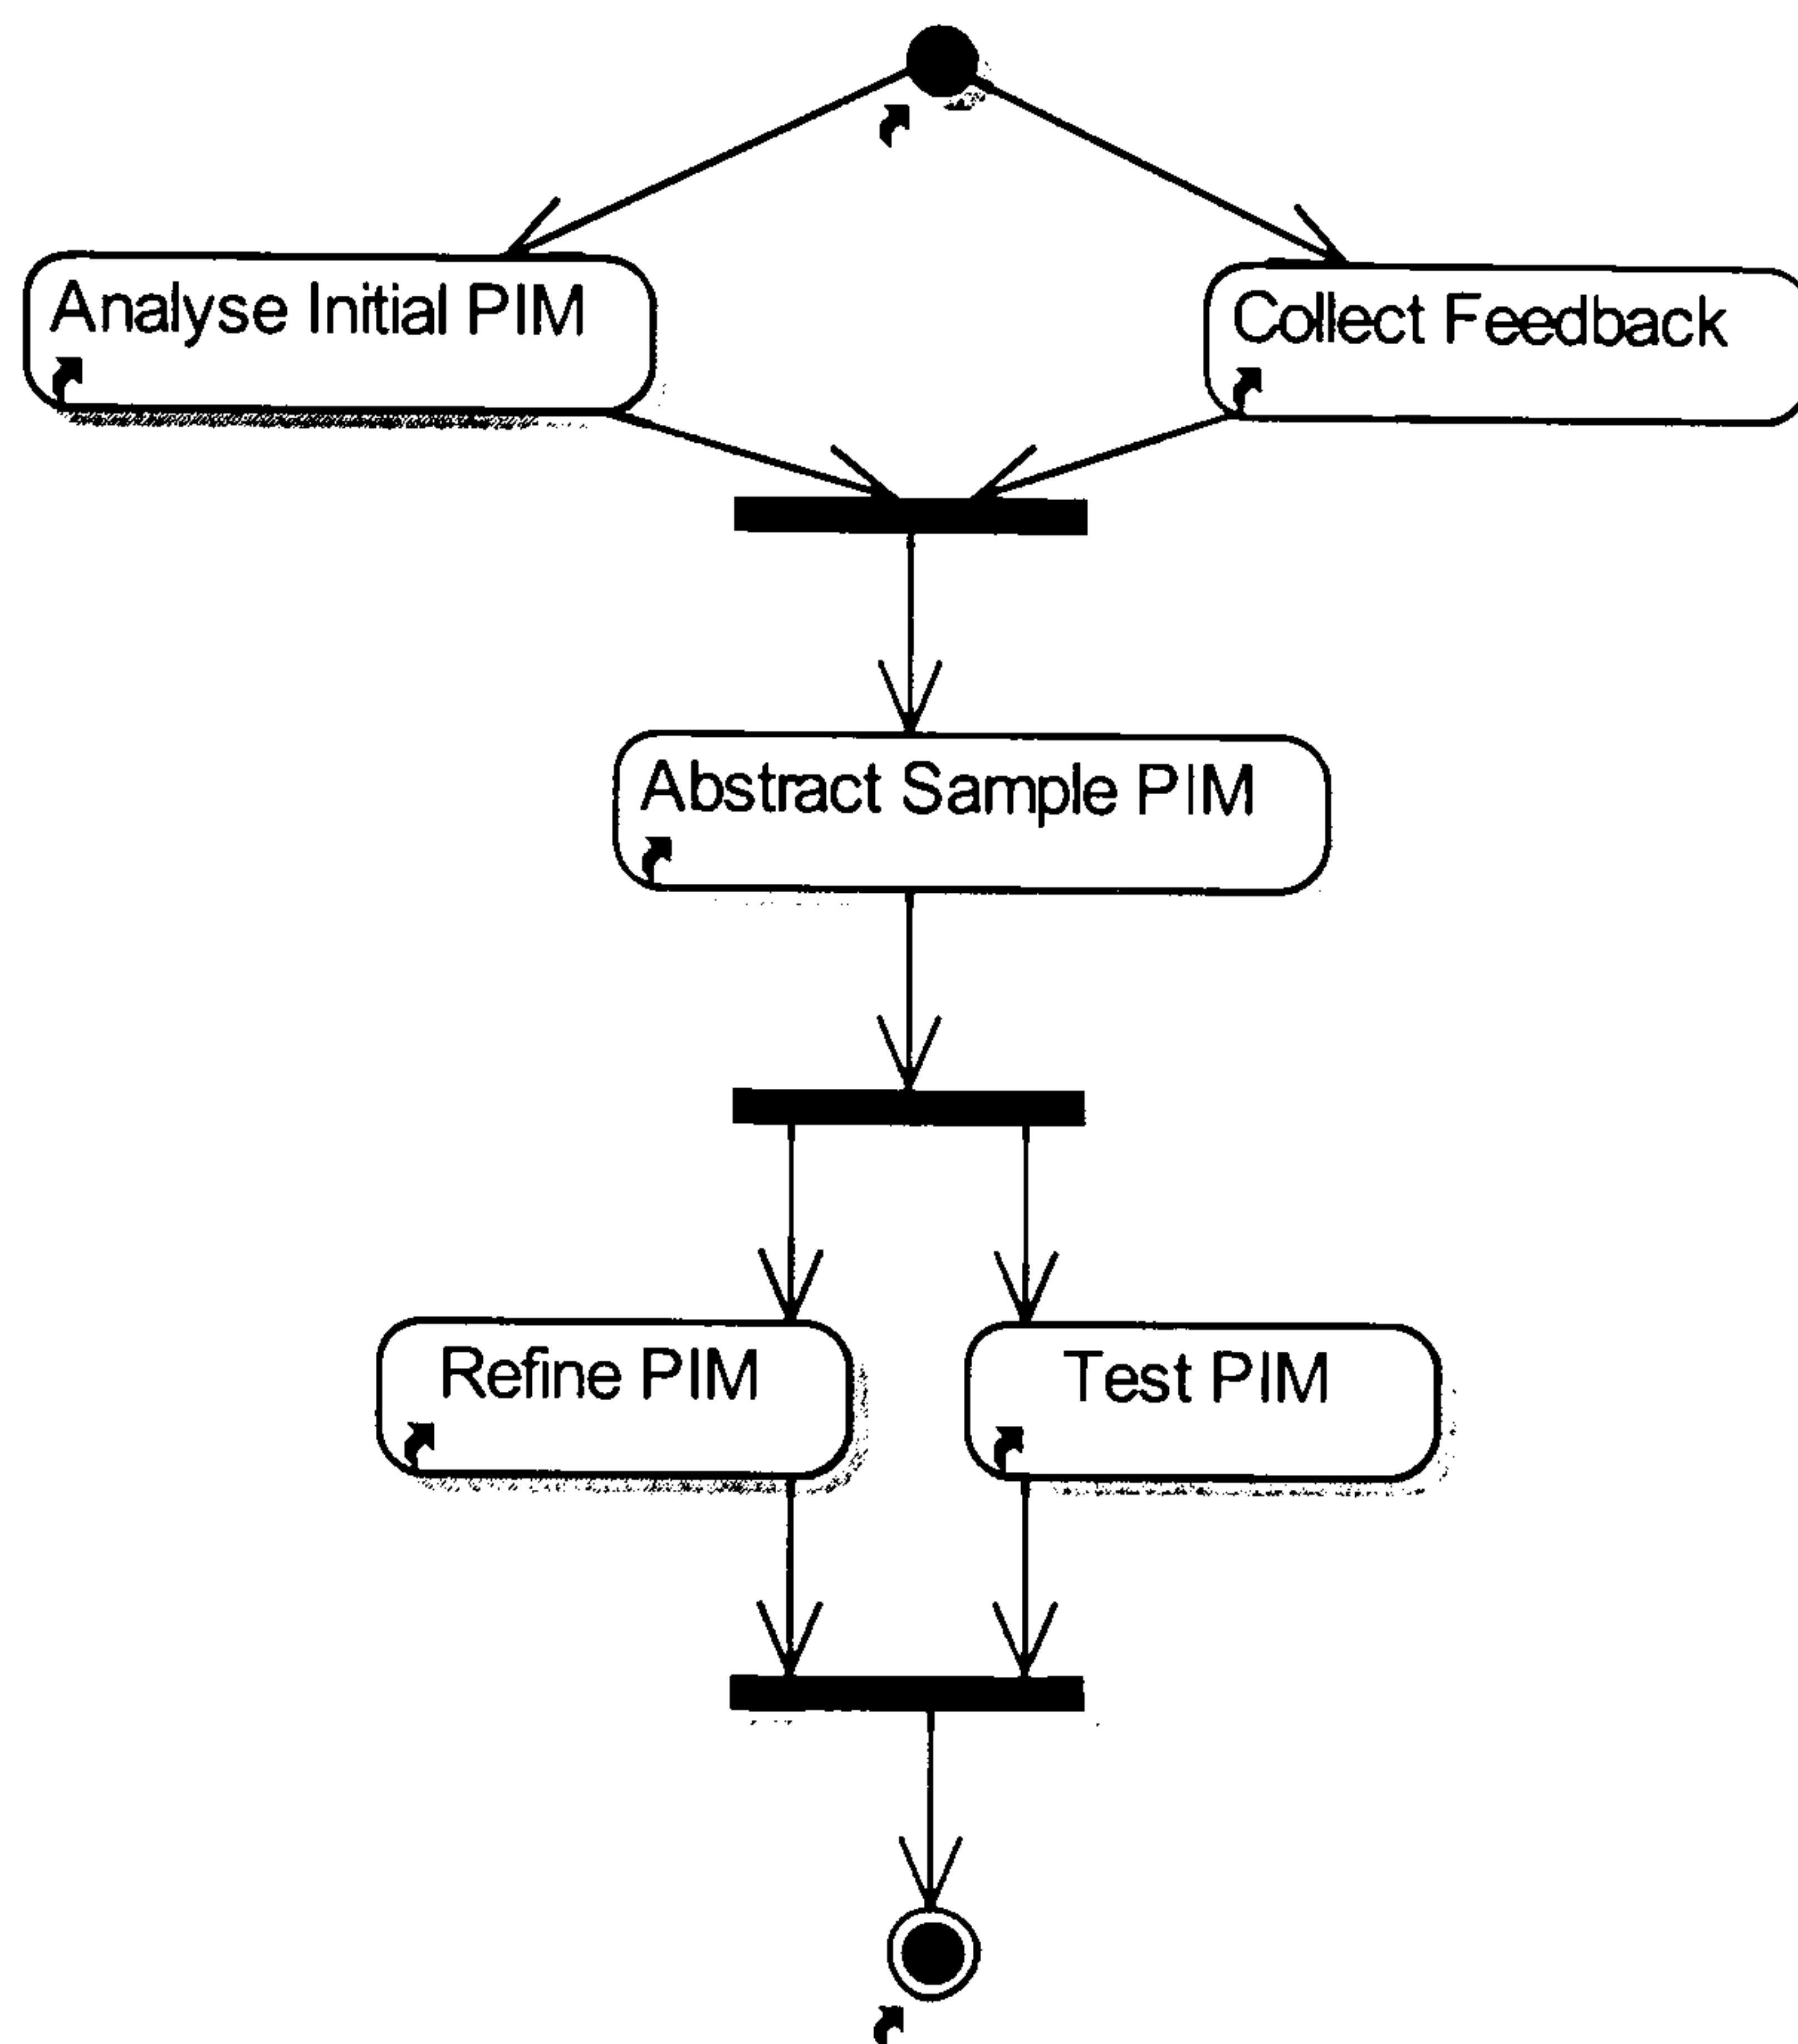 Analyse Initial PIM
Collect Feedback
Abstract Sample PIM
Refine PIM
Test PIM